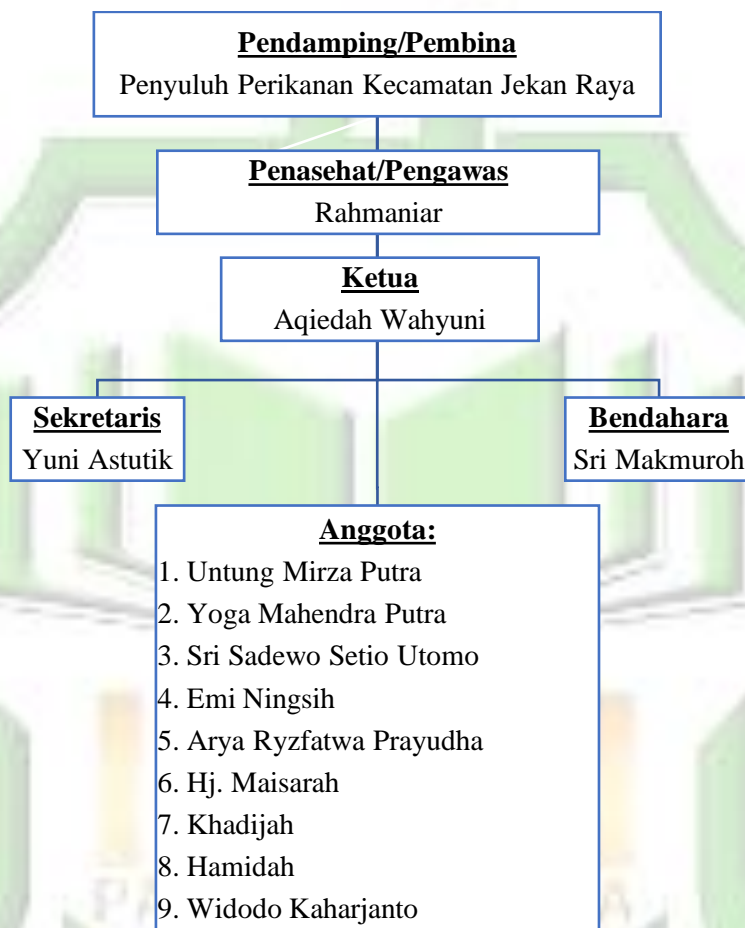 Pendamping/Pembina
Penyuluh Perikanan Kecamatan Jekan Raya
Penasehat/Pengawas
Rahmaniar
Ketua
Aqiedah Wahyuni
Sekretaris
Yuni Astutik
Bendahara
Sri Makmuroh
Anggota:
1. Untung Mirza Putra
2. Yoga Mahendra Putra
3. Sri Sadewo Setio Utomo
4. Emi Ningsih
5. Arya Ryzfatwa Prayudha
6. Hj. Maisarah
7. Khadijah
8. Hamidah
9. Widodo Kaharjanto